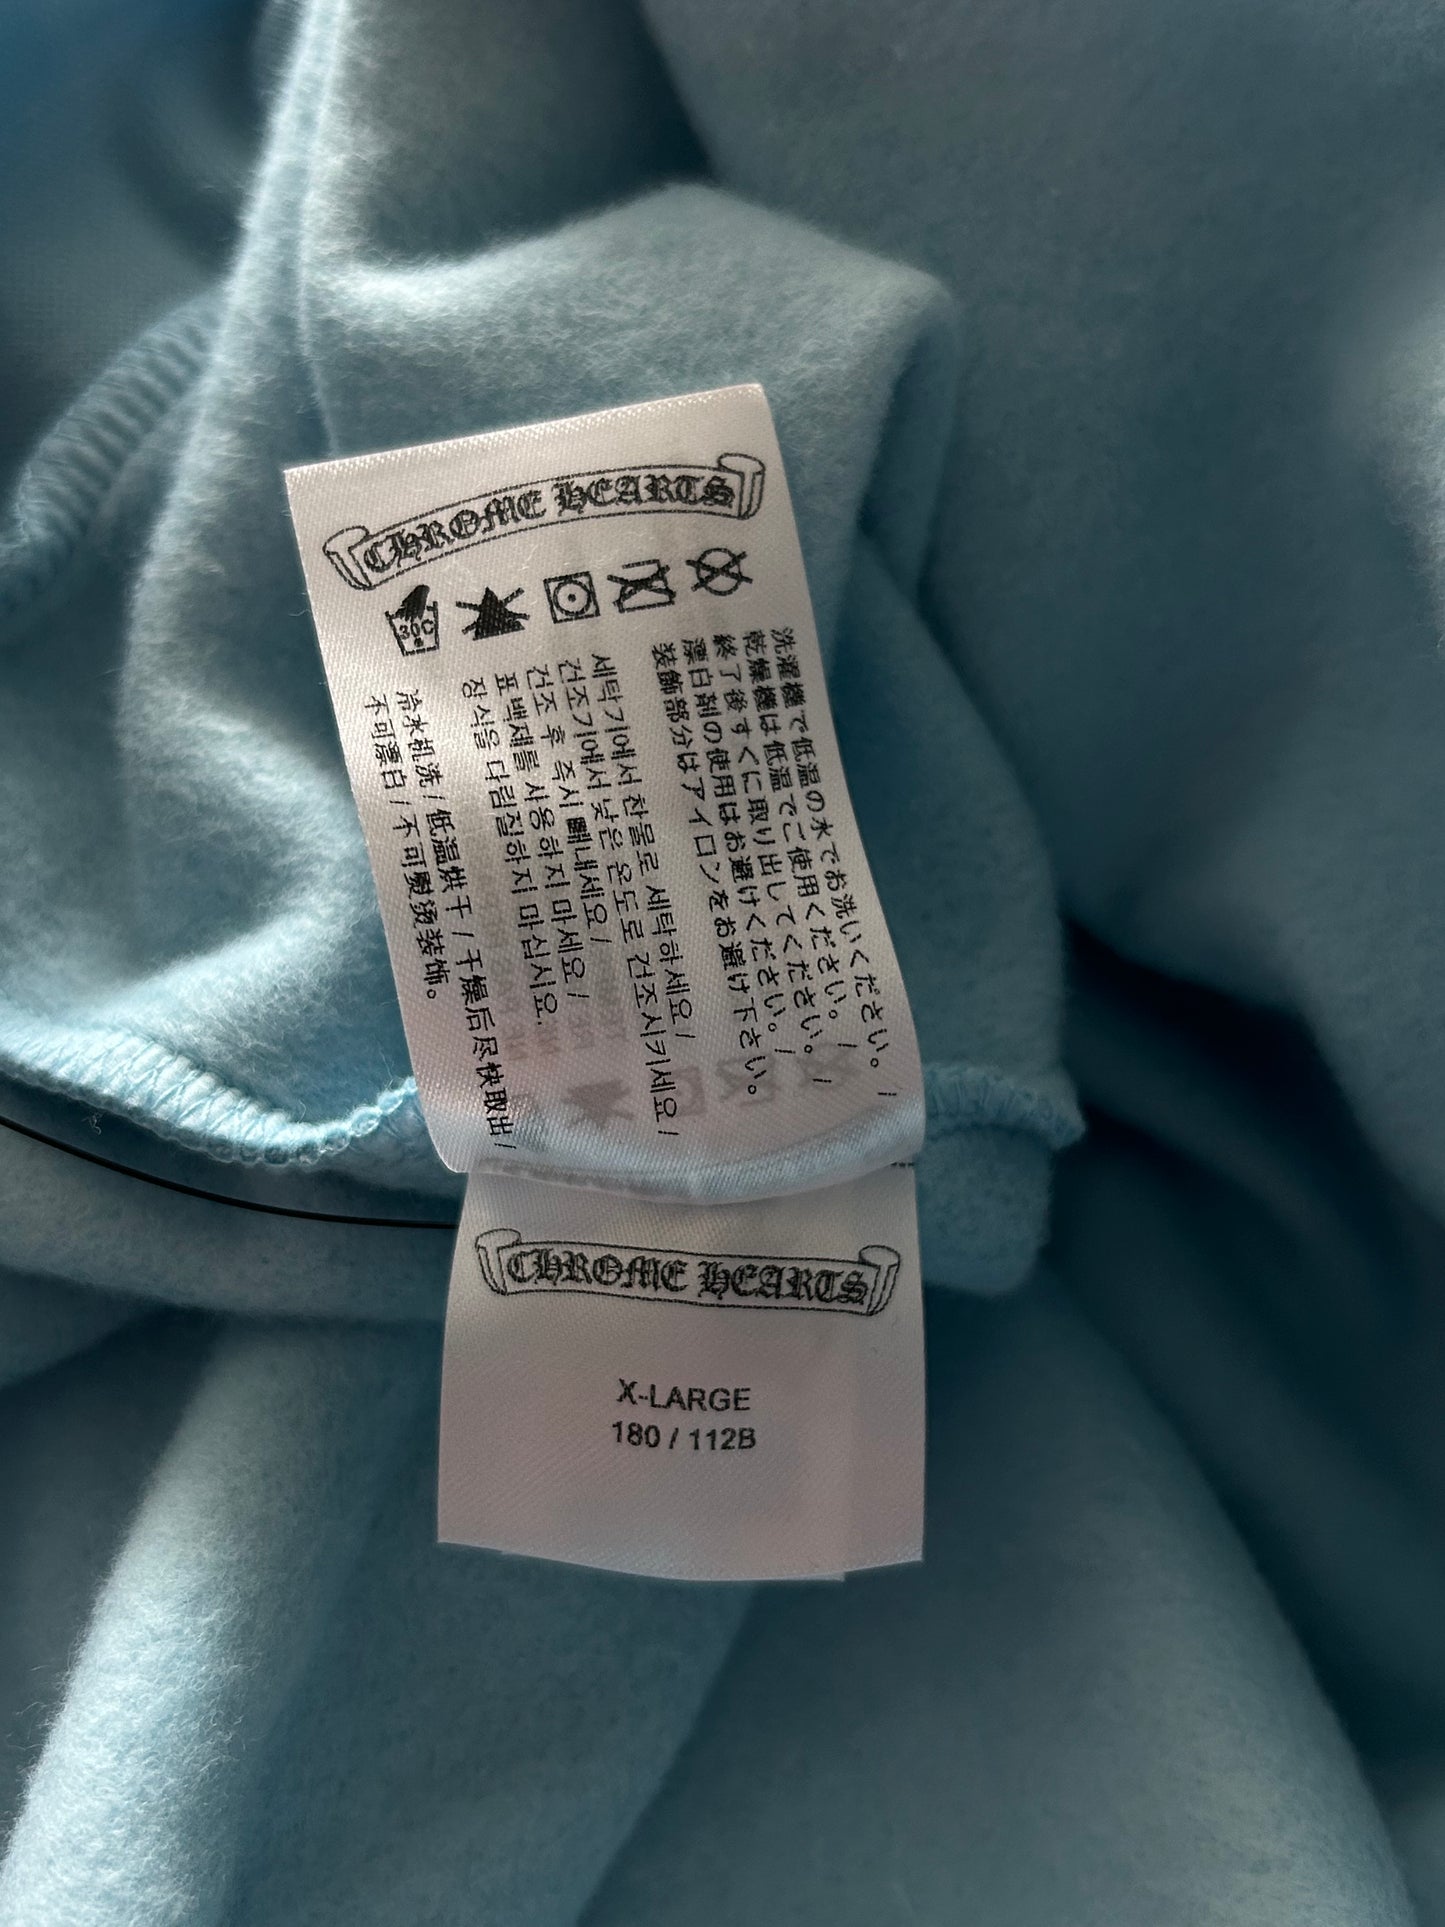 CHROME HEARTS
30C
洗濯機で低温の水でお洗いください。/
乾燥機は低温でご使用ください。/
終了後すぐに取り出してください。/
漂白剤の使用はお避けください。/
装飾部分はアイロンをお避け下さい。
세탁기에서 찬물로 세탁하세요/
건조기에서 낮은 온도로 건조시키세요/
건조 후 즉시 빼내세요/
표백제를 사용하지 마세요/
장식을 다림질하지 마십시요.
冷水机洗/低温烘干/干燥后尽快取出/
不可漂白/不可熨烫装饰。
CHROME HEARTS
X-LARGE
180 / 112B